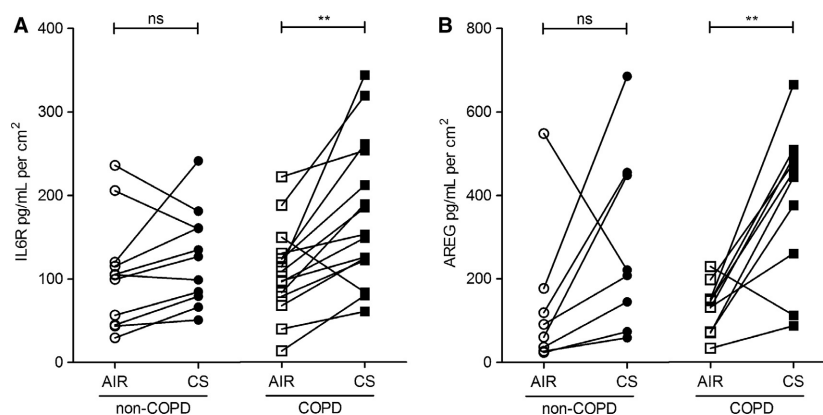 A
ns
**
IL6R pg/mL per cm²
400
300
200
100
0
AIR CS AIR CS
non-COPD COPD
B
ns
**
AREG pg/mL per cm²
800
600
400
200
0
AIR CS AIR CS
non-COPD COPD